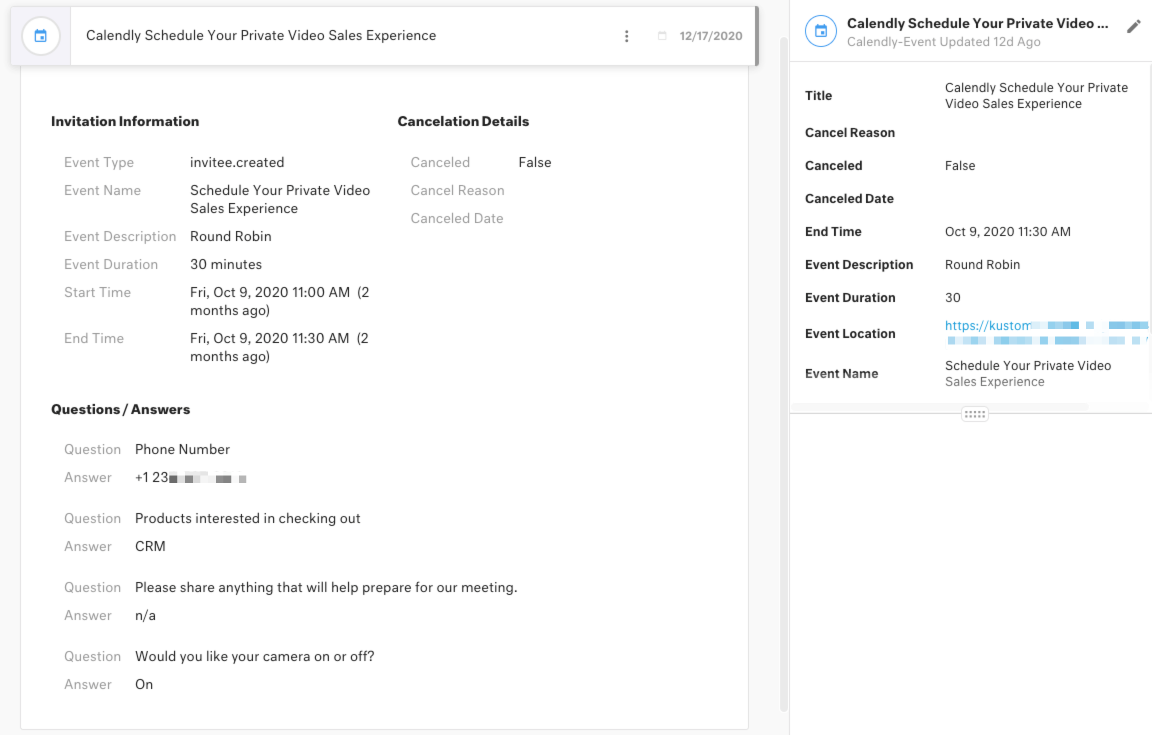 Calendly Schedule Your Private Video Sales Experience
12/17/2020
Invitation Information
Event Type invitee.created
Event Name Schedule Your Private Video
Sales Experience
Event Description Round Robin
Event Duration 30 minutes
Start Time Fri, Oct 9, 2020 11:00 AM (2
months ago)
End Time Fri, Oct 9, 2020 11:30 AM (2
months ago)
Cancelation Details
Canceled False
Cancel Reason
Canceled Date
Questions / Answers
Question Phone Number
Answer +1 23
Question Products interested in checking out
Answer CRM
Question Please share anything that will help prepare for our meeting.
Answer n/a
Question Would you like your camera on or off?
Answer On
Calendly Schedule Your Private Video ...
Calendly-Event Updated 12d Ago
Title Calendly Schedule Your Private
Video Sales Experience
Cancel Reason
Canceled False
Canceled Date
End Time Oct 9, 2020 11:30 AM
Event Description Round Robin
Event Duration 30
Event Location https://kustom
Event Name Schedule Your Private Video
Sales Experience